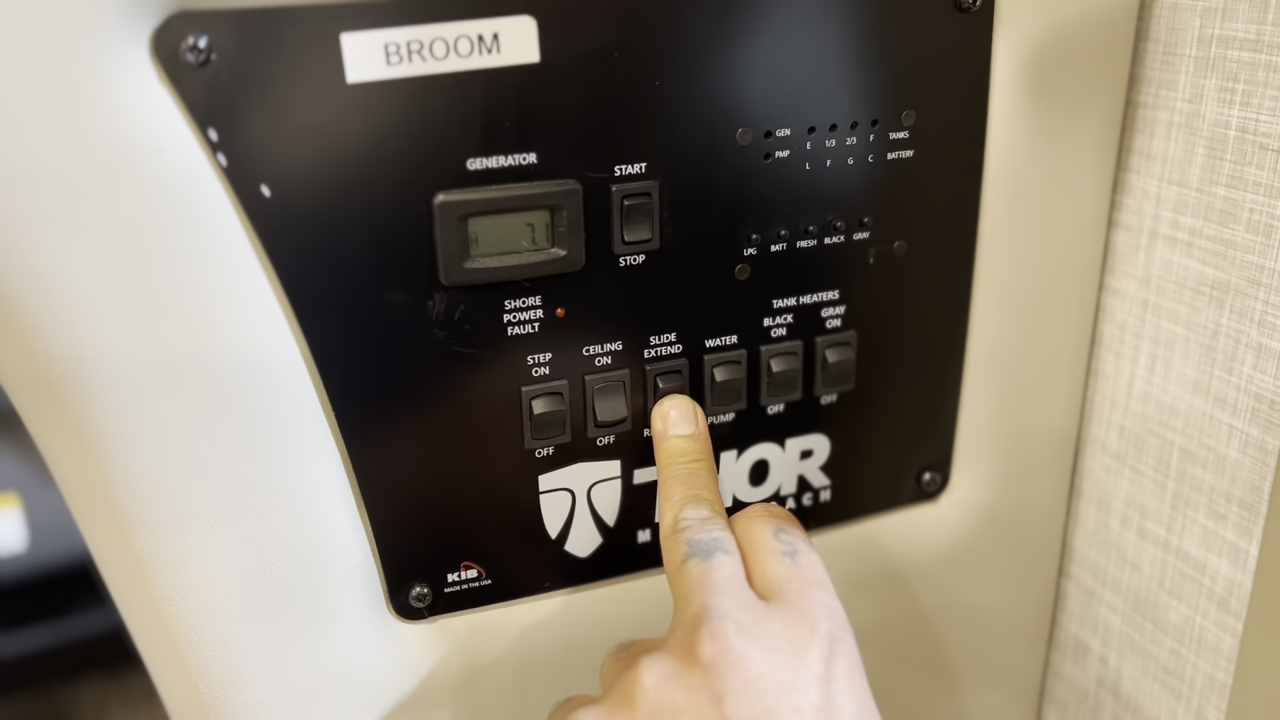 BROOM
GENERATOR
START
STOP
GEN
PMP
E 1/3 2/3 F TANKS
L F G C BATTERY
LPG BATT FRESH BLACK GRAY
SHORE
POWER
FAULT
TANK HEATERS
STEP
ON
OFF
CEILING
ON
OFF
SLIDE
EXTEND
WATER
PUMP
BLACK
ON
OFF
GRAY
ON
OFF
KIB
MADE IN THE USA